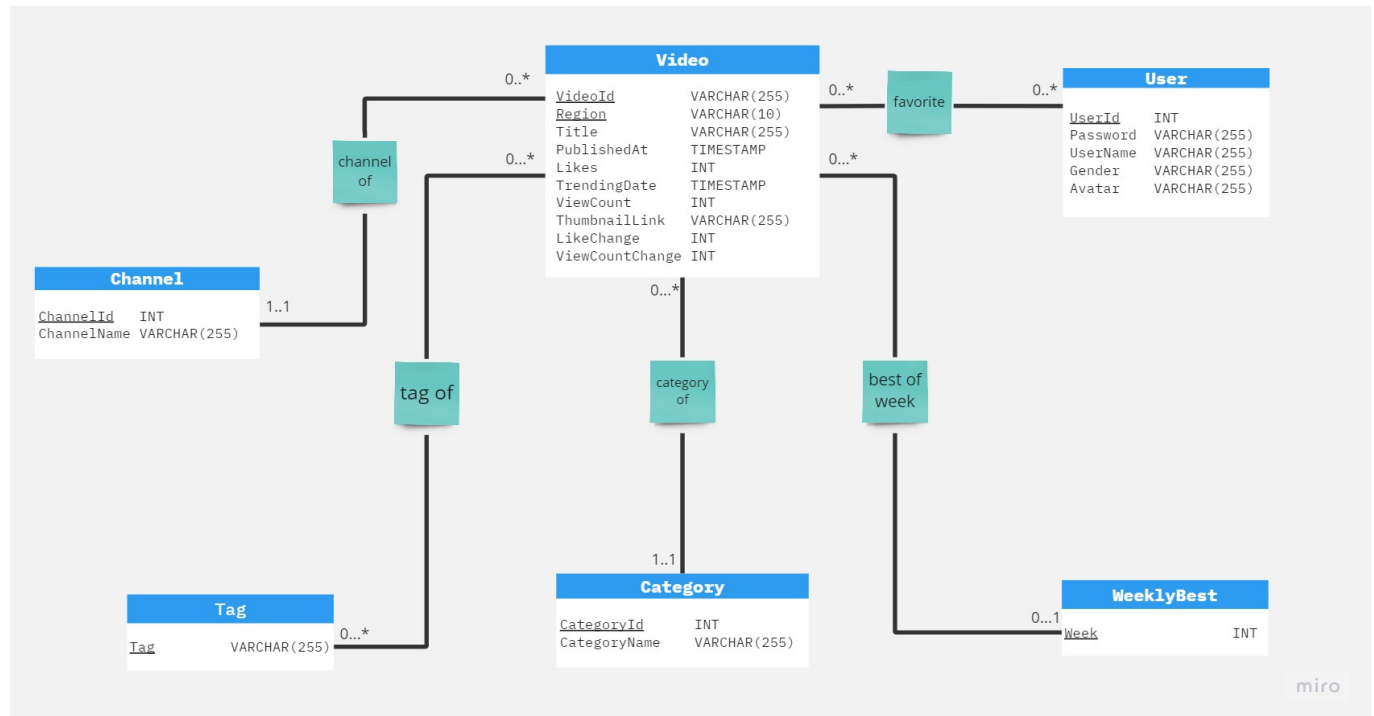 Video
VideoId VARCHAR(255)
Region VARCHAR(10)
Title VARCHAR(255)
PublishedAt TIMESTAMP
Likes INT
TrendingDate TIMESTAMP
ViewCount INT
ThumbnailLink VARCHAR(255)
LikeChange INT
ViewCountChange INT
0..*
0...*
0..*
0...*
0...*
favorite
0..*
User
UserId INT
Password VARCHAR(255)
UserName VARCHAR(255)
Gender VARCHAR(255)
Avatar VARCHAR(255)
channel
of
Channel
ChannelId INT
ChannelName VARCHAR(255)
1..1
tag of
category
of
best of
week
Tag
Tag VARCHAR(255)
0...*
1..1
Category
CategoryId INT
CategoryName VARCHAR(255)
0...1
WeeklyBest
Week INT
miro